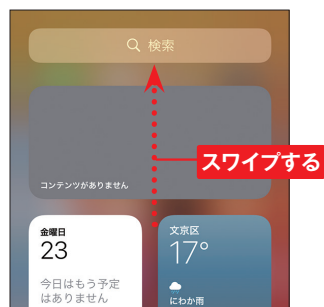 検索
スワイプする
コンテンツがありません
金曜日
23
今日はもう予定
はありません
文京区
17°
にわか雨